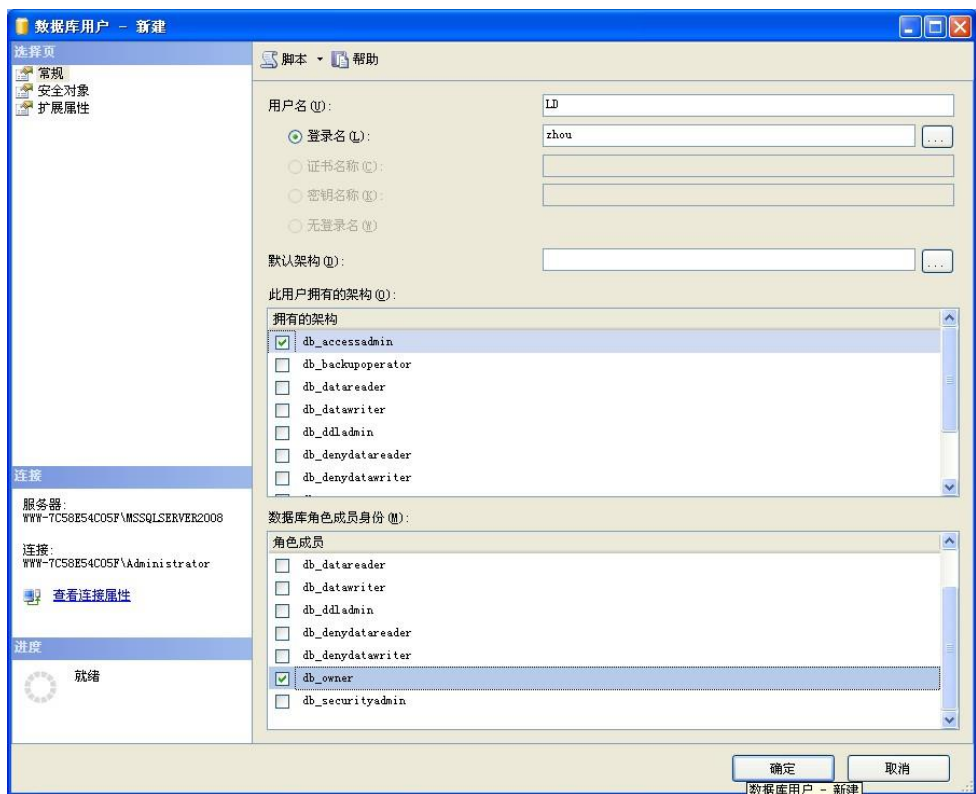 数据库用户 - 新建
选择页
常规
安全对象
扩展属性
脚本 帮助
用户名(U): LD
登录名(L): zhou ...
证书名称(C):
密钥名称(K):
无登录名(W)
默认架构(D): ...
此用户拥有的架构(O):
拥有的架构
db_accessadmin
db_backupoperator
db_datareader
db_datawriter
db_ddladmin
db_denydatareader
db_denydatawriter
连接
服务器:
WWW-7C58E54C05F\MSSQLSERVER2008
连接:
WWW-7C58E54C05F\Administrator
查看连接属性
进度
就绪
数据库角色成员身份(M):
角色成员
db_datareader
db_datawriter
db_ddladmin
db_denydatareader
db_denydatawriter
db_owner
db_securityadmin
确定 取消
数据库用户 - 新建